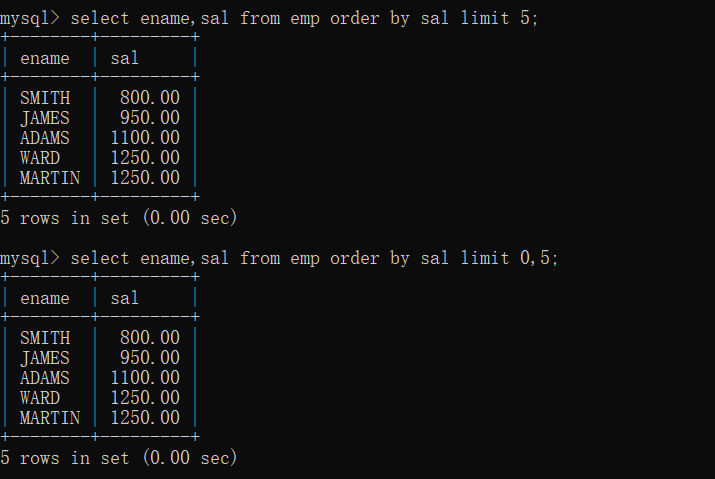 mysql> select ename,sal from emp order by sal limit 5;
+--------+---------+
| ename  | sal     |
+--------+---------+
| SMITH  |  800.00 |
| JAMES  |  950.00 |
| ADAMS  | 1100.00 |
| WARD   | 1250.00 |
| MARTIN | 1250.00 |
+--------+---------+
5 rows in set (0.00 sec)
mysql> select ename,sal from emp order by sal limit 0,5;
+--------+---------+
| ename  | sal     |
+--------+---------+
| SMITH  |  800.00 |
| JAMES  |  950.00 |
| ADAMS  | 1100.00 |
| WARD   | 1250.00 |
| MARTIN | 1250.00 |
+--------+---------+
5 rows in set (0.00 sec)